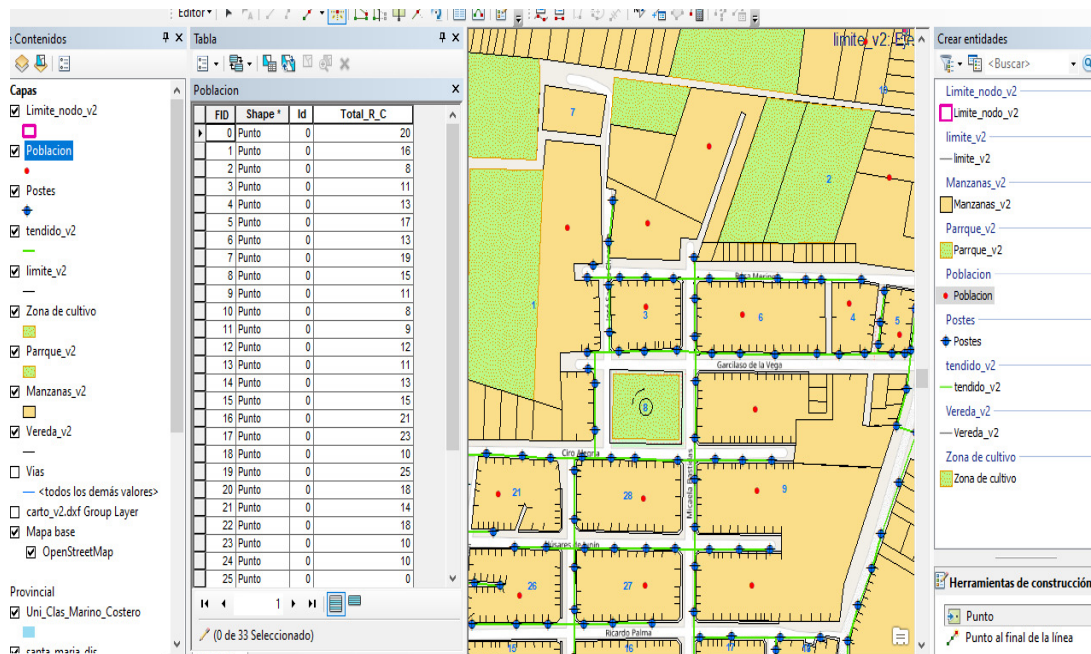 Editor
Contenidos
Capas
Limite_nodo_v2
Poblacion
Postes
tendido_v2
limite_v2
Zona de cultivo
Parrque_v2
Manzanas_v2
Vereda_v2
Vias
<todos los demás valores>
carto_v2.dxf Group Layer
Mapa base
OpenStreetMap
Provincial
Uni_Clas_Marino_Costero
santa_maria_dis
Tabla
Poblacion
FID Shape * Id Total_R_C
0 Punto 0 20
1 Punto 0 16
2 Punto 0 8
3 Punto 0 11
4 Punto 0 13
5 Punto 0 17
6 Punto 0 13
7 Punto 0 19
8 Punto 0 15
9 Punto 0 11
10 Punto 0 8
11 Punto 0 9
12 Punto 0 12
13 Punto 0 11
14 Punto 0 13
15 Punto 0 15
16 Punto 0 21
17 Punto 0 23
18 Punto 0 10
19 Punto 0 25
20 Punto 0 18
21 Punto 0 14
22 Punto 0 18
23 Punto 0 10
24 Punto 0 10
25 Punto 0 0
1
(0 de 33 Seleccionado)
limite_v2: Eje
7
2
1
3
6
4
5
Garcilaso de la Vega
8
Ciro Alegria
Micaela Bastidas
21
28
9
26
27
Ricardo Palma
15
16
17
Crear entidades
<Buscar>
Limite_nodo_v2
Limite_nodo_v2
limite_v2
limite_v2
Manzanas_v2
Manzanas_v2
Parrque_v2
Parrque_v2
Poblacion
Poblacion
Postes
Postes
tendido_v2
tendido_v2
Vereda_v2
Vereda_v2
Zona de cultivo
Zona de cultivo
Herramientas de construcción
Punto
Punto al final de la línea